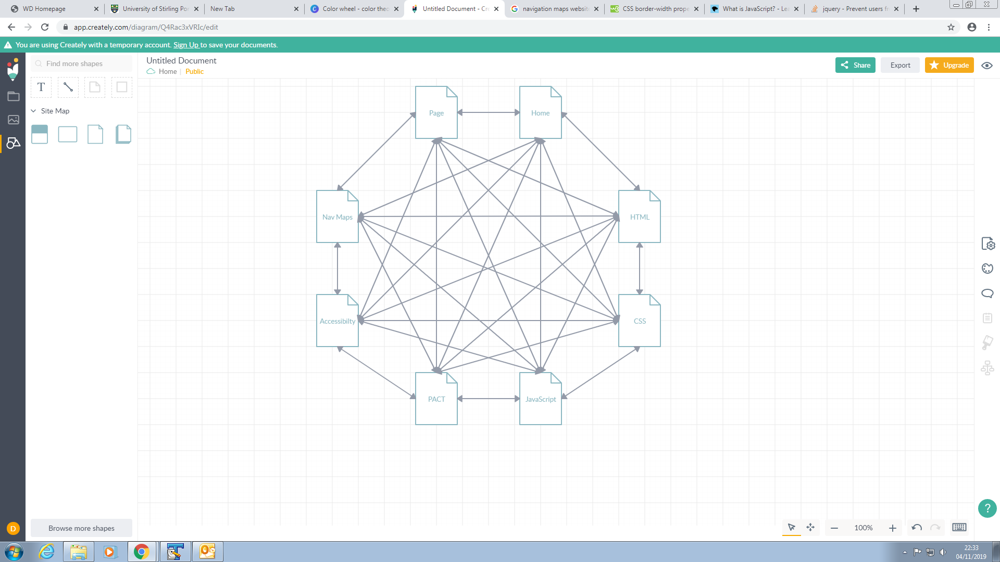 WD Homepage
University of Stirling Por
New Tab
Color wheel - color theo
Untitled Document - Cre
navigation maps website
CSS border-width prope
What is JavaScript? - Lea
jquery - Prevent users fr
app.creately.com/diagram/Q4Rac3xVRIc/edit
You are using Creately with a temporary account. Sign Up to save your documents.
Find more shapes
Untitled Document
Home | Public
Share
Export
Upgrade
T
Site Map
Page
Home
Nav Maps
HTML
Accessibilty
CSS
PACT
JavaScript
?
D
Browse more shapes
100%
22:33
04/11/2019